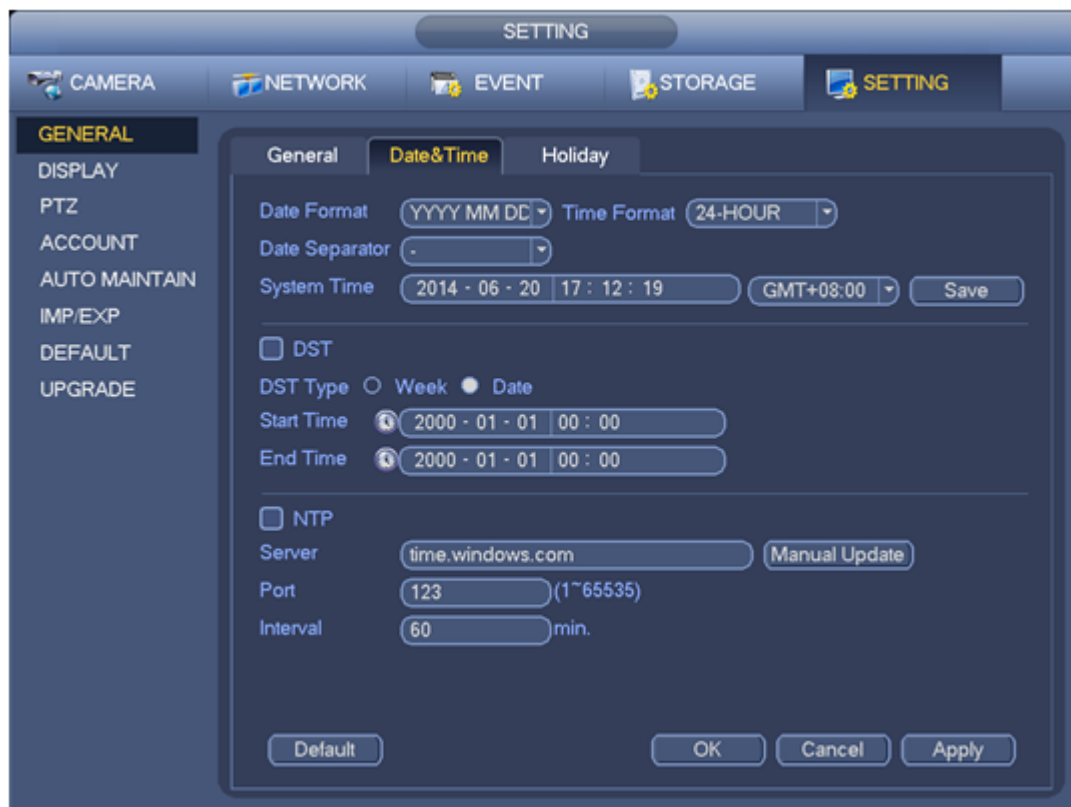 SETTING
CAMERA NETWORK EVENT STORAGE SETTING
GENERAL
DISPLAY
PTZ
ACCOUNT
AUTO MAINTAIN
IMP/EXP
DEFAULT
UPGRADE
General Date&Time Holiday
Date Format YYYY MM DD Time Format 24-HOUR
Date Separator -
System Time 2014 - 06 - 20 17 : 12 : 19 GMT+08:00 Save
DST
DST Type Week Date
Start Time 2000 - 01 - 01 00 : 00
End Time 2000 - 01 - 01 00 : 00
NTP
Server time.windows.com Manual Update
Port 123 (1~65535)
Interval 60 min.
Default OK Cancel Apply